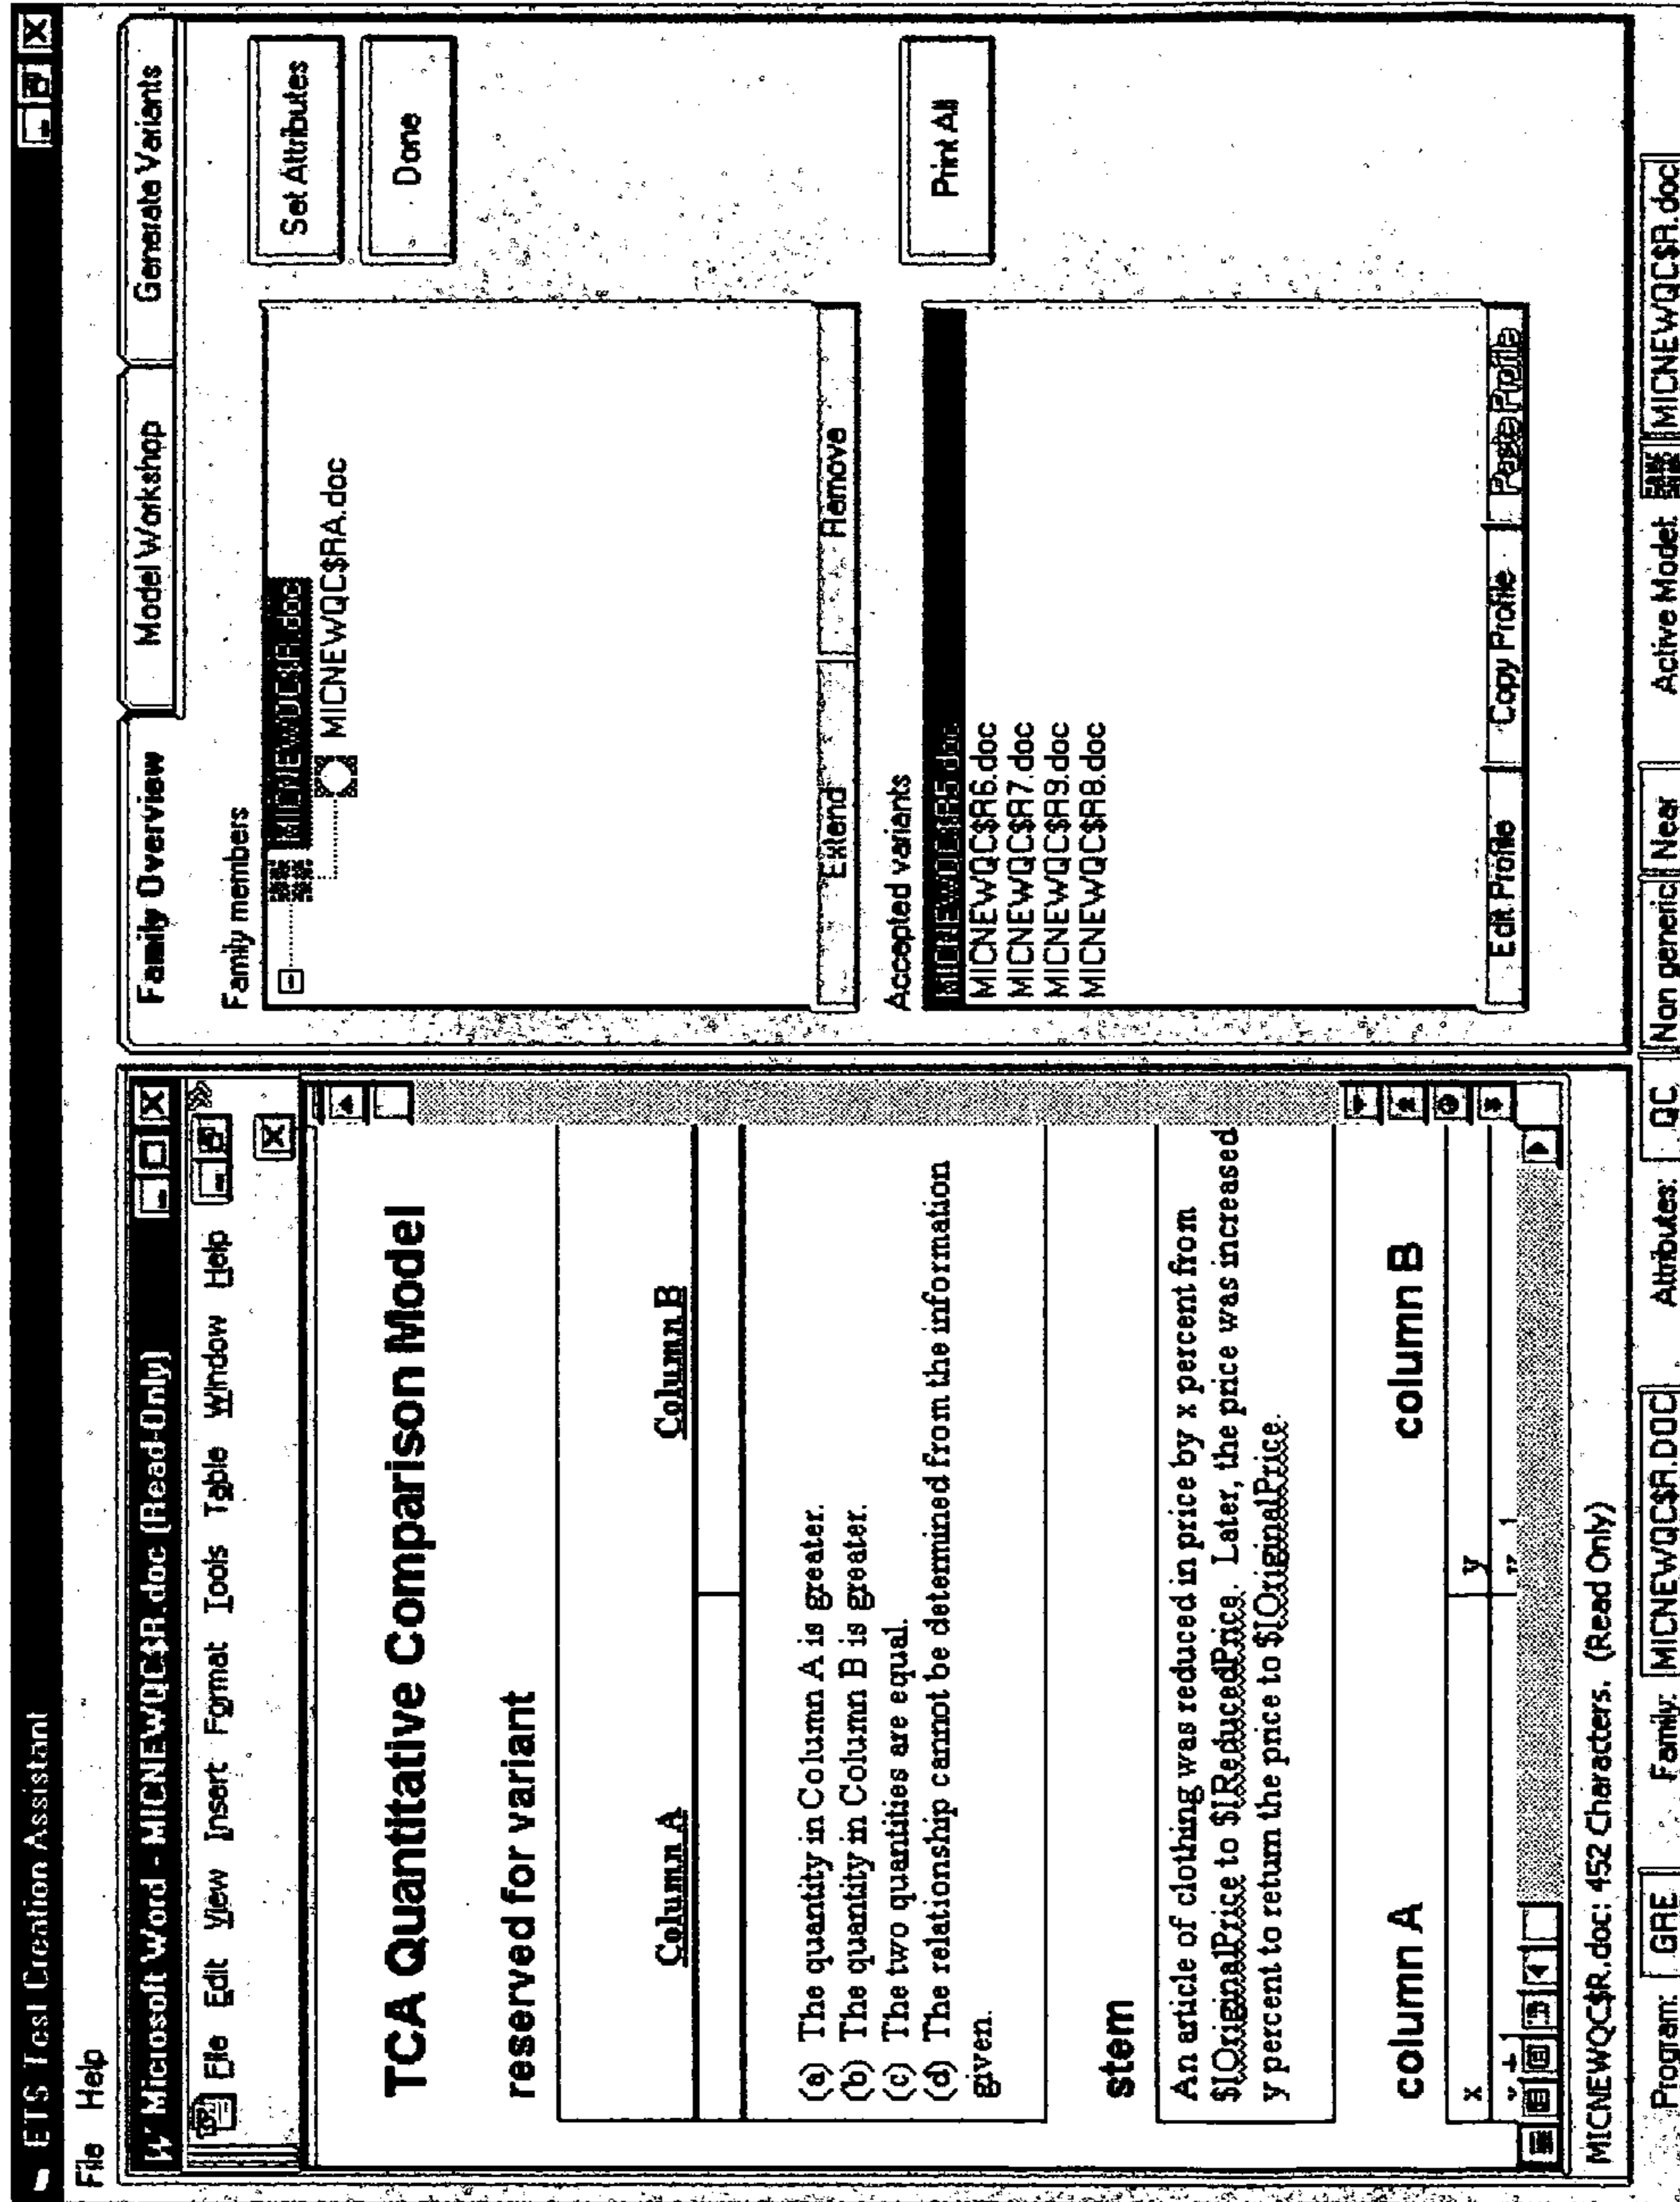 ETS Test Creation Assistant
File Help
Microsoft Word - MICNEWQC$R.doc (Read-Only)
File Edit View Insert Format Tools Table Window Help
TCA Quantitative Comparison Model
reserved for variant
Column A Column B
(a) The quantity in Column A is greater.
(b) The quantity in Column B is greater.
(c) The two quantities are equal.
(d) The relationship cannot be determined from the information
given.
stem
An article of clothing was reduced in price by x percent from
$IOriginalPrice to $IReducedPrice. Later, the price was increased
y percent to return the price to $IOriginalPrice.
column A column B
x y
MICNEWQC$R.doc: 452 Characters. (Read Only)
Family Overview Model Workshop Generate Variants
Family members
MICNEWQC$R.doc
MICNEWQC$RA.doc
Set Attributes
Done
Extend Remove
Accepted variants
MICNEWQC$R5.doc
MICNEWQC$R6.doc
MICNEWQC$R7.doc
MICNEWQC$R9.doc
MICNEWQC$R8.doc
Print All
Edit Profile Copy Profile Paste Profile
Program: GRE Family: MICNEWQC$R.DOC Attributes: QC Non generic Near Active Model: MICNEWQC$R.doc